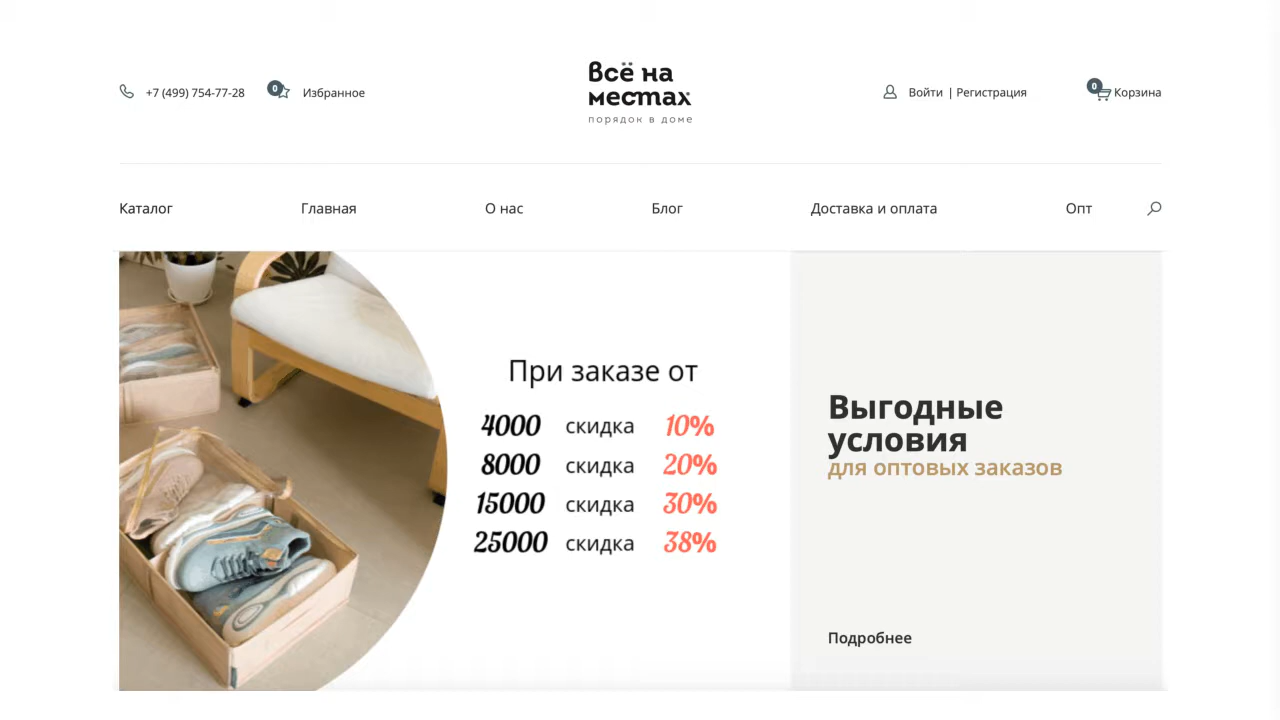 +7 (499) 754-77-28
0
Избранное
всё на
местах
порядок в доме
Войти | Регистрация
0
Корзина
Каталог
Главная
О нас
Блог
Доставка и оплата
Опт
При заказе от
4000 скидка 10%
8000 скидка 20%
15000 скидка 30%
25000 скидка 38%
Выгодные
условия
для оптовых заказов
Подробнее